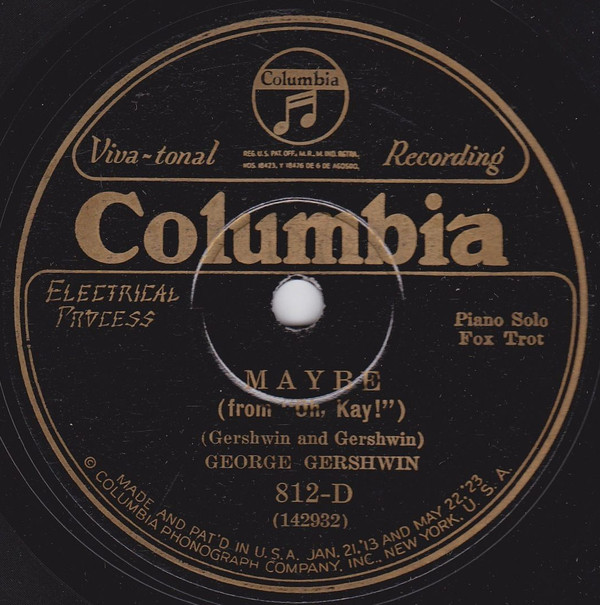 Columbia
Viva-tonal
REG. U.S. PAT. OFF., M. R., M. IND. RGTRA.
NOS. 18423, Y 18476 DE 6 DE AGOSRO,
Recording
Columbia
ELECTRICAL
PROCESS
Piano Solo
Fox Trot
MAYBE
(from "Oh, Kay!")
(Gershwin and Gershwin)
GEORGE GERSHWIN
812-D
(142932)
MADE AND PAT'D IN U.S.A. JAN. 21.'13 AND MAY 22.'23
© COLUMBIA PHONOGRAPH COMPANY, INC., NEW YORK, U.S.A.